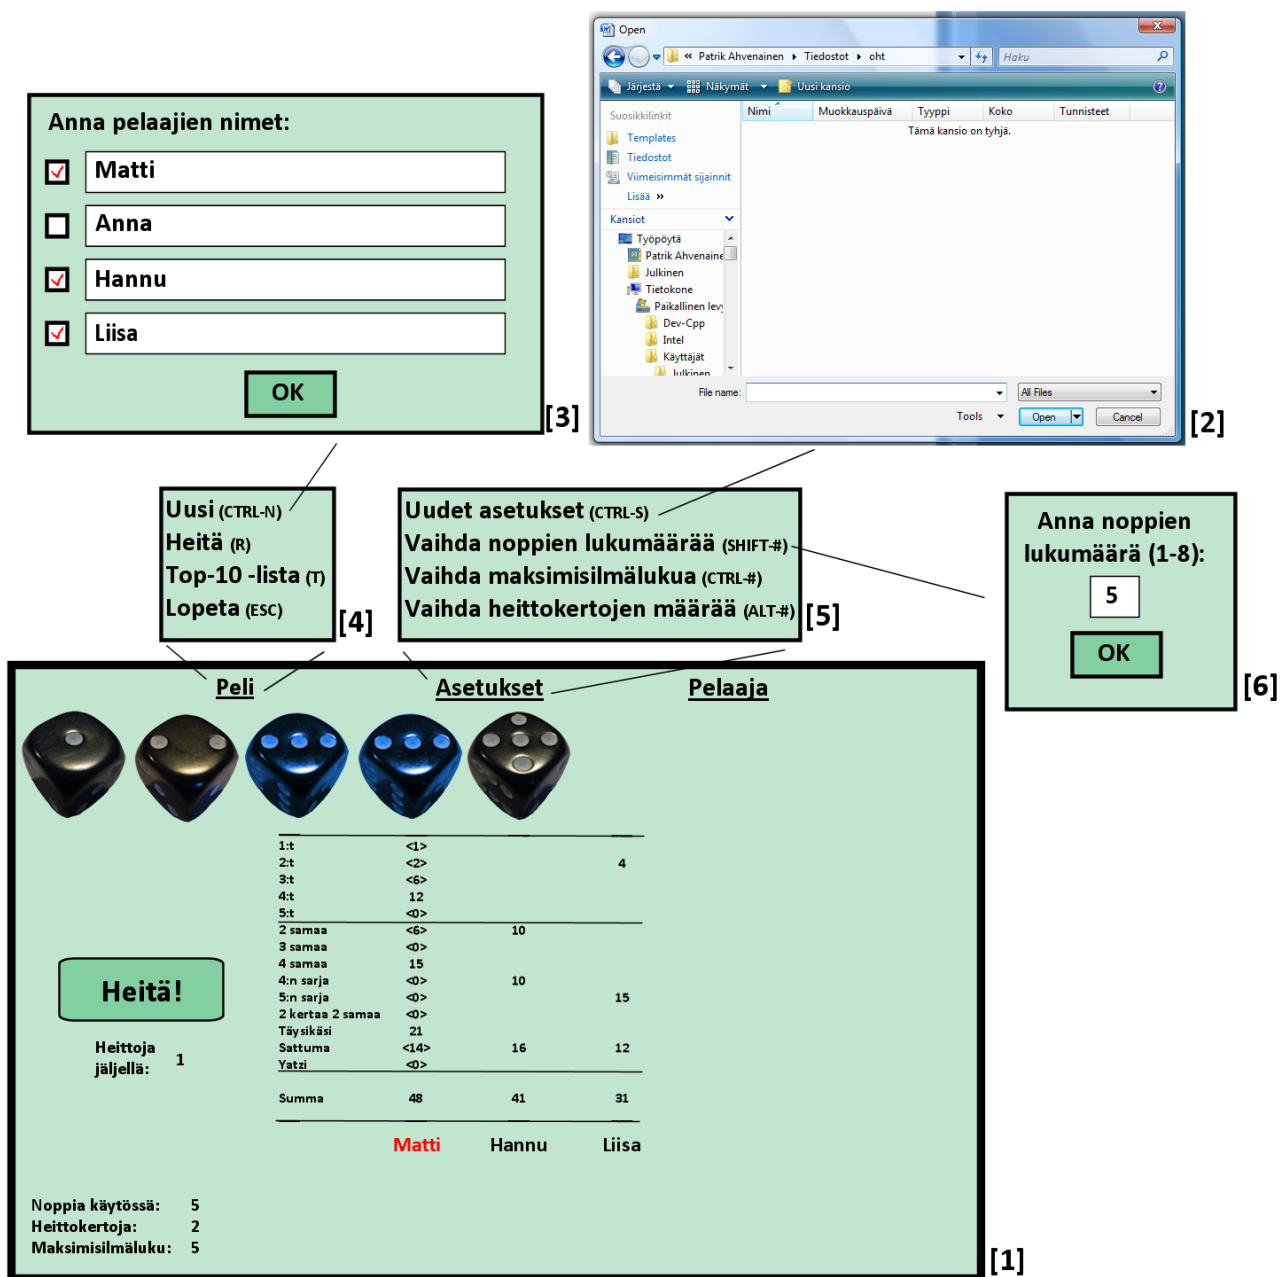 Anna pelaajien nimet:
Matti
Anna
Hannu
Liisa
OK
[3]
Open
« Patrik Ahvenainen Tiedostot oht
Haku
Järjestä Näkymät Uusi kansio
Suosikkilinkit
Templates
Tiedostot
Viimeisimmät sijainnit
Lisää »
Nimi Muokkauspäivä Tyyppi Koko Tunnisteet
Tämä kansio on tyhjä.
Kansiot
Työpöytä
Patrik Ahvenaine
Julkinen
Tietokone
Paikallinen levy
Dev-Cpp
Intel
Käyttäjät
Julkinen
File name:
All Files
Tools Open Cancel
[2]
Uusi (CTRL-N)
Heitä (R)
Top-10 -lista (T)
Lopeta (ESC)
[4]
Uudet asetukset (CTRL-S)
Vaihda noppien lukumäärää (SHIFT-#)
Vaihda maksimisilmälukua (CTRL-#)
Vaihda heittokertojen määrää (ALT-#)
[5]
Anna noppien
lukumäärä (1-8):
5
OK
[6]
Peli Asetukset Pelaaja
1:t <1>
2:t <2> 4
3:t <6>
4:t 12
5:t <0>
2 samaa <6> 10
3 samaa <0>
4 samaa 15
4:n sarja <0> 10
5:n sarja <0> 15
2 kertaa 2 samaa <0>
Täysikäsi 21
Sattuma <14> 16 12
Yatzi <0>
Summa 48 41 31
Matti Hannu Liisa
Heitä!
Heittoja
jäljellä: 1
Noppia käytössä: 5
Heittokertoja: 2
Maksimisilmäluku: 5
[1]